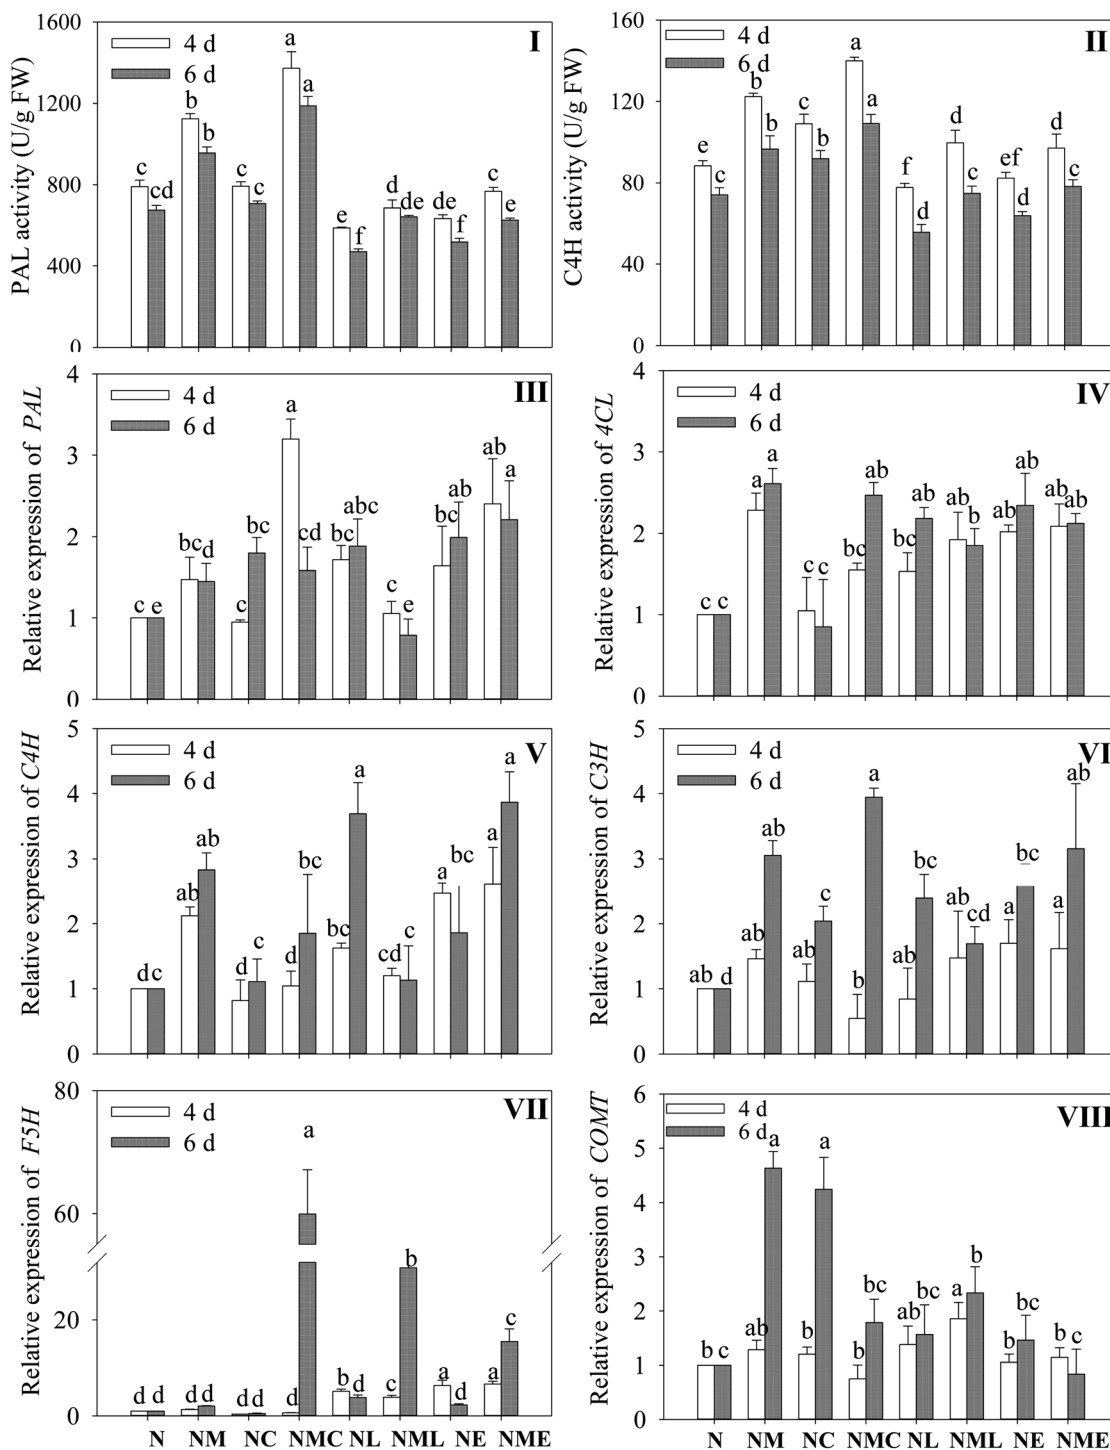 PAL activity (U/g FW)
1600
1200
800
400
0
4 d
6 d
I
c cd b b c c a a e f d de de f c e
C4H activity (U/g FW)
160
120
80
40
0
4 d
6 d
II
e c b b c b a a f d d c ef d d c
Relative expression of PAL
4
3
2
1
0
4 d
6 d
III
c e bc d c bc a cd bc abc c e bc ab ab a
Relative expression of 4CL
4
3
2
1
0
4 d
6 d
IV
c c a a c c bc ab bc ab ab b ab ab ab ab
Relative expression of C4H
5
4
3
2
1
0
4 d
6 d
V
d c ab ab d c d bc bc a cd c a bc a a
Relative expression of C3H
5
4
3
2
1
0
4 d
6 d
VI
ab d ab ab ab c b a ab bc ab cd a bc a ab
Relative expression of F5H
80
60
20
0
4 d
6 d
VII
d d d d d d d a b d c b a d a c
N NM NC NMC NL NML NE NME
Relative expression of COMT
6
5
4
3
2
1
0
4 d
6 d
VIII
b c ab a b a b bc ab bc a b b bc b c
N NM NC NMC NL NML NE NME